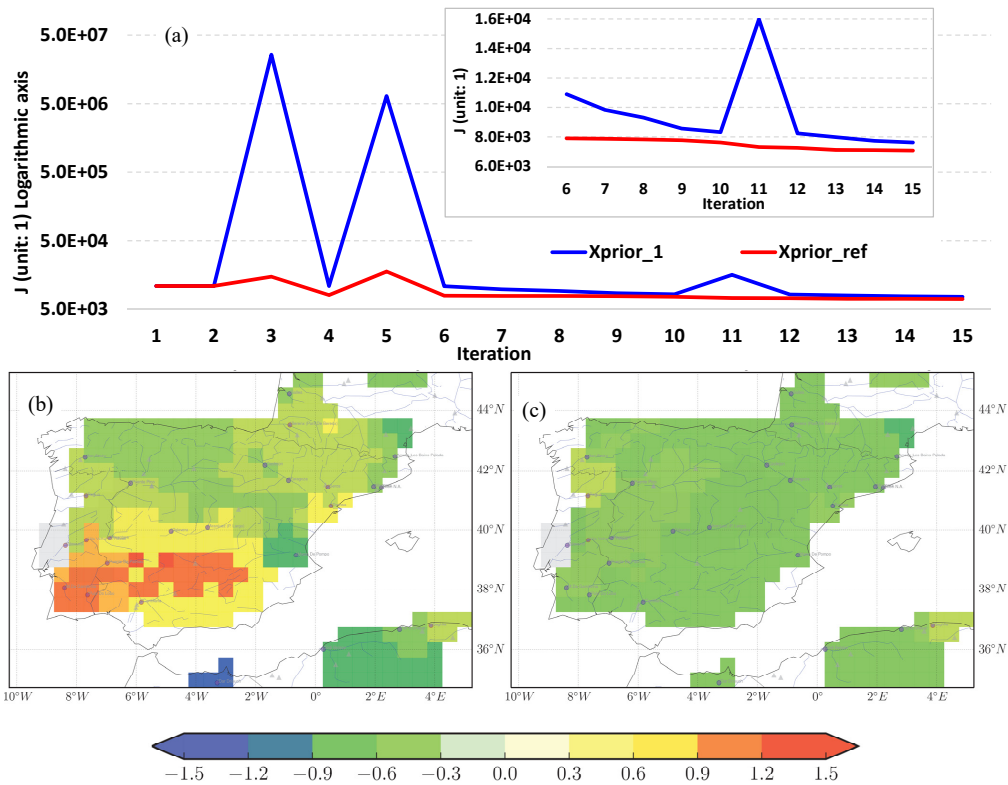 (a)
5.0E+07
5.0E+06
5.0E+05
5.0E+04
5.0E+03
J (unit: 1) Logarithmic axis
1 2 3 4 5 6 7 8 9 10 11 12 13 14 15
Iteration
1.6E+04
1.4E+04
1.2E+04
1.0E+04
8.0E+03
6.0E+03
J (unit: 1)
6 7 8 9 10 11 12 13 14 15
Iteration
Xprior_1 Xprior_ref
(b)
(c)
44°N
42°N
40°N
38°N
36°N
10°W 8°W 6°W 4°W 2°W 0° 2°E 4°E
44°N
42°N
40°N
38°N
36°N
10°W 8°W 6°W 4°W 2°W 0° 2°E 4°E
−1.5 −1.2 −0.9 −0.6 −0.3 0.0 0.3 0.6 0.9 1.2 1.5